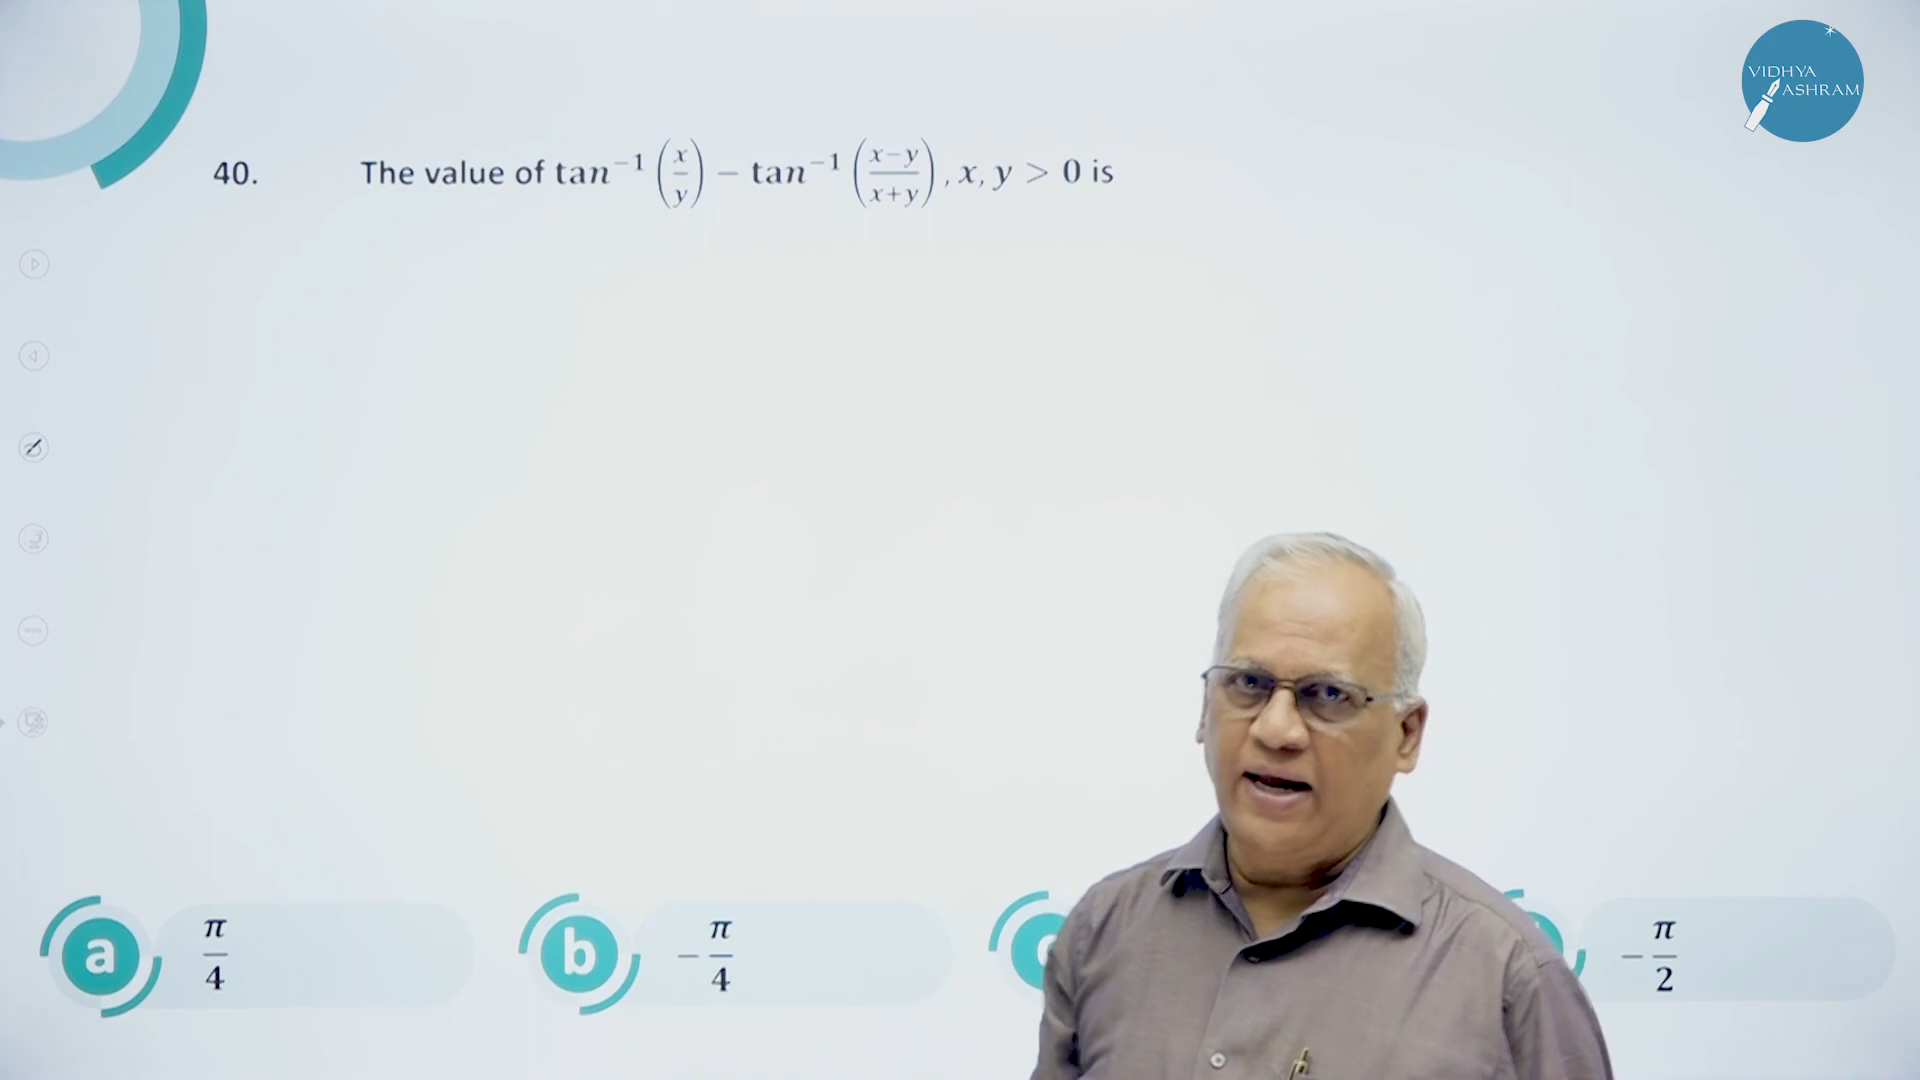 VIDHYA
ASHRAM
40. The value of tan⁻¹ (x/y) − tan⁻¹ ((x−y)/(x+y)), x, y > 0 is
a π/4
b −π/4
−π/2